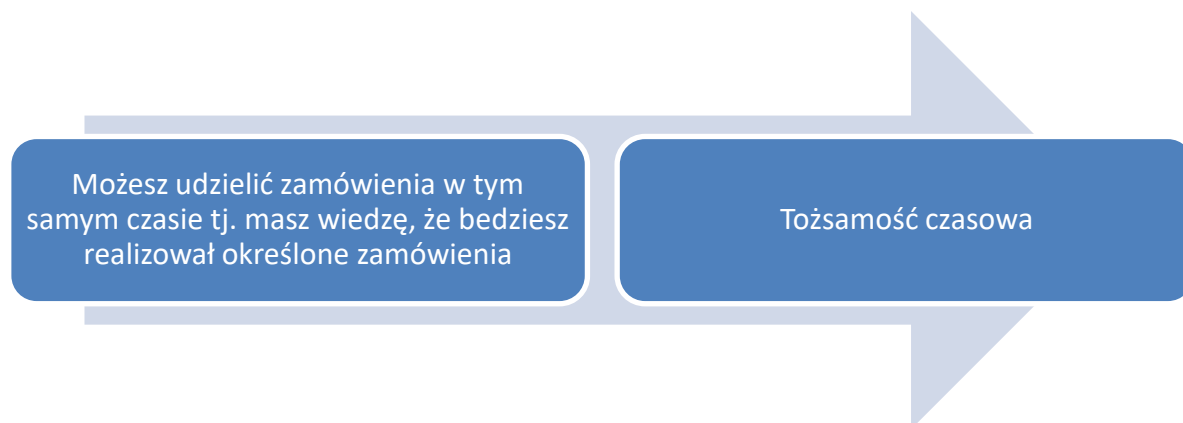 Możesz udzielić zamówienia w tym
samym czasie tj. masz wiedzę, że bedziesz
realizował określone zamówienia
Tożsamość czasowa